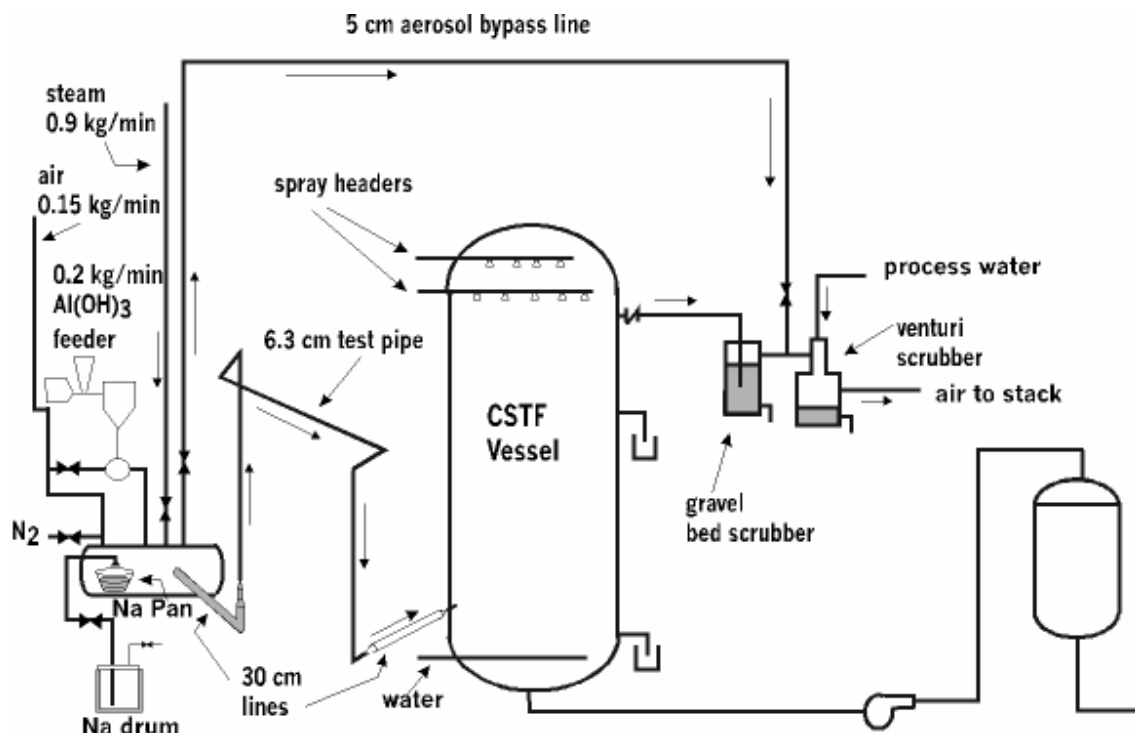 5 cm aerosol bypass line
steam
0.9 kg/min
air
0.15 kg/min
0.2 kg/min
Al(OH)3
feeder
spray headers
6.3 cm test pipe
process water
venturi
scrubber
air to stack
CSTF
Vessel
gravel
bed scrubber
N2
Na Pan
30 cm
lines
water
Na drum